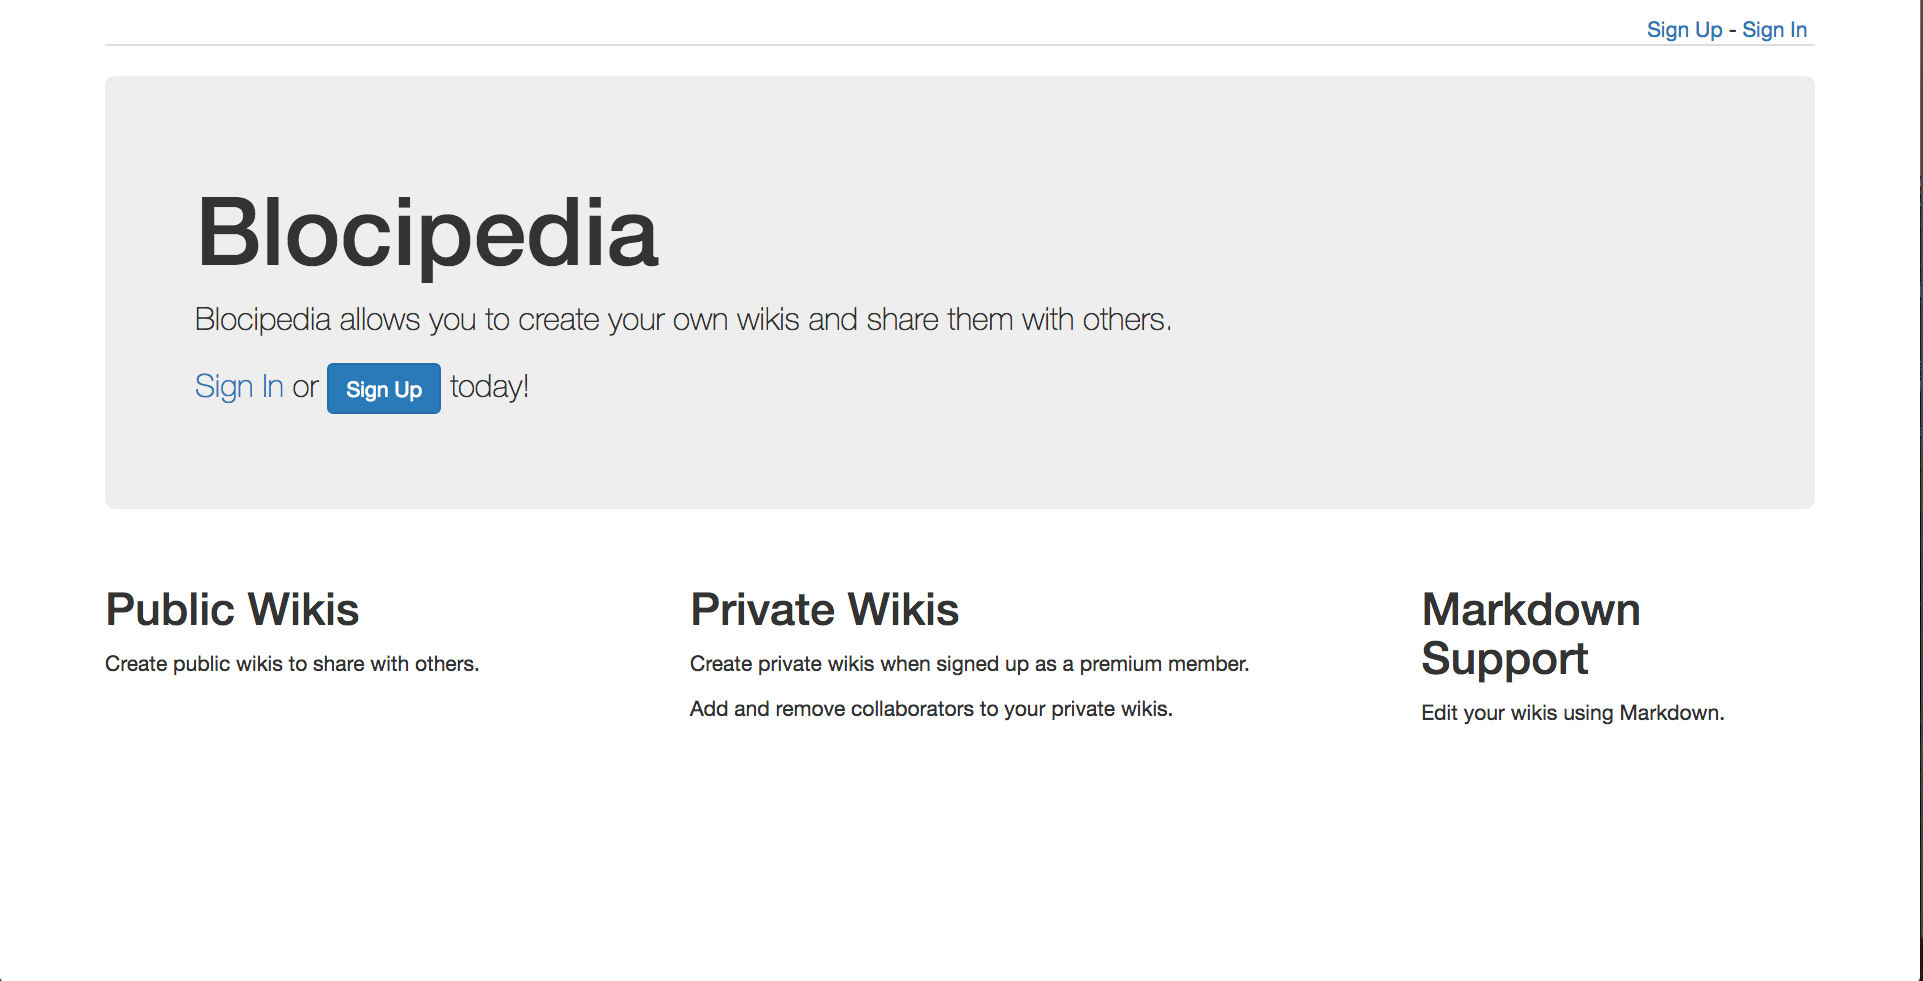 Sign Up - Sign In
Blocipedia
Blocipedia allows you to create your own wikis and share them with others.
Sign In or Sign Up today!
Public Wikis
Create public wikis to share with others.
Private Wikis
Create private wikis when signed up as a premium member.
Add and remove collaborators to your private wikis.
Markdown
Support
Edit your wikis using Markdown.